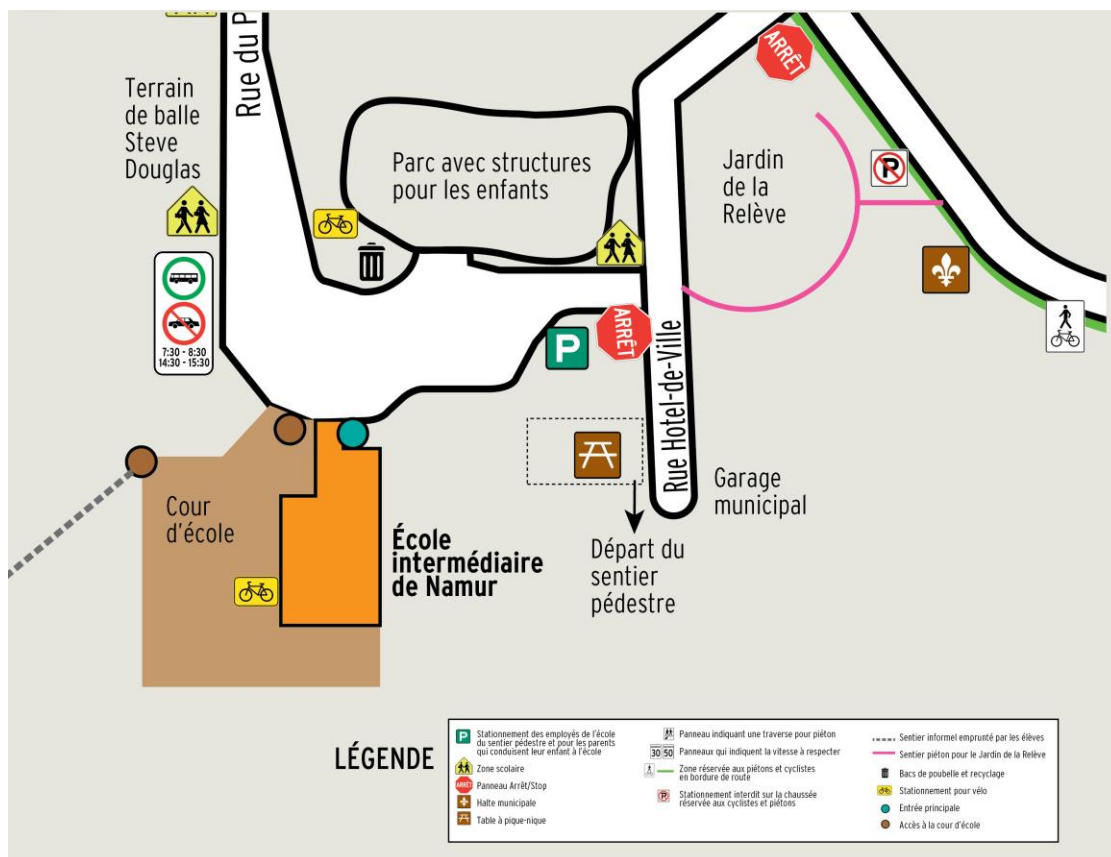 Rue du P
Terrain
de balle
Steve
Douglas
Parc avec structures
pour les enfants
ARRÊT
P
Jardin
de la
Relève
7:30 - 8:30
14:30 - 15:30
P
ARRÊT
Rue Hotel-de-Ville
Cour
d'école
École
intermédiaire
de Namur
Garage
municipal
Départ du
sentier
pédestre
LÉGENDE
P
Stationnement des employés de l'école
du sentier pédestre et pour les parents
qui conduisent leur enfant à l'école
Zone scolaire
ARRÊT
Panneau Arrêt/Stop
Halte municipale
Table à pique-nique
Panneau indiquant une traverse pour piéton
30 50
Panneaux qui indiquent la vitesse à respecter
Zone réservée aux piétons et cyclistes
en bordure de route
P
Stationnement interdit sur la chaussée
réservée aux cyclistes et piétons
Sentier informel emprunté par les élèves
Sentier piéton pour le Jardin de la Relève
Bacs de poubelle et recyclage
Stationnement pour vélo
Entrée principale
Accès à la cour d'école